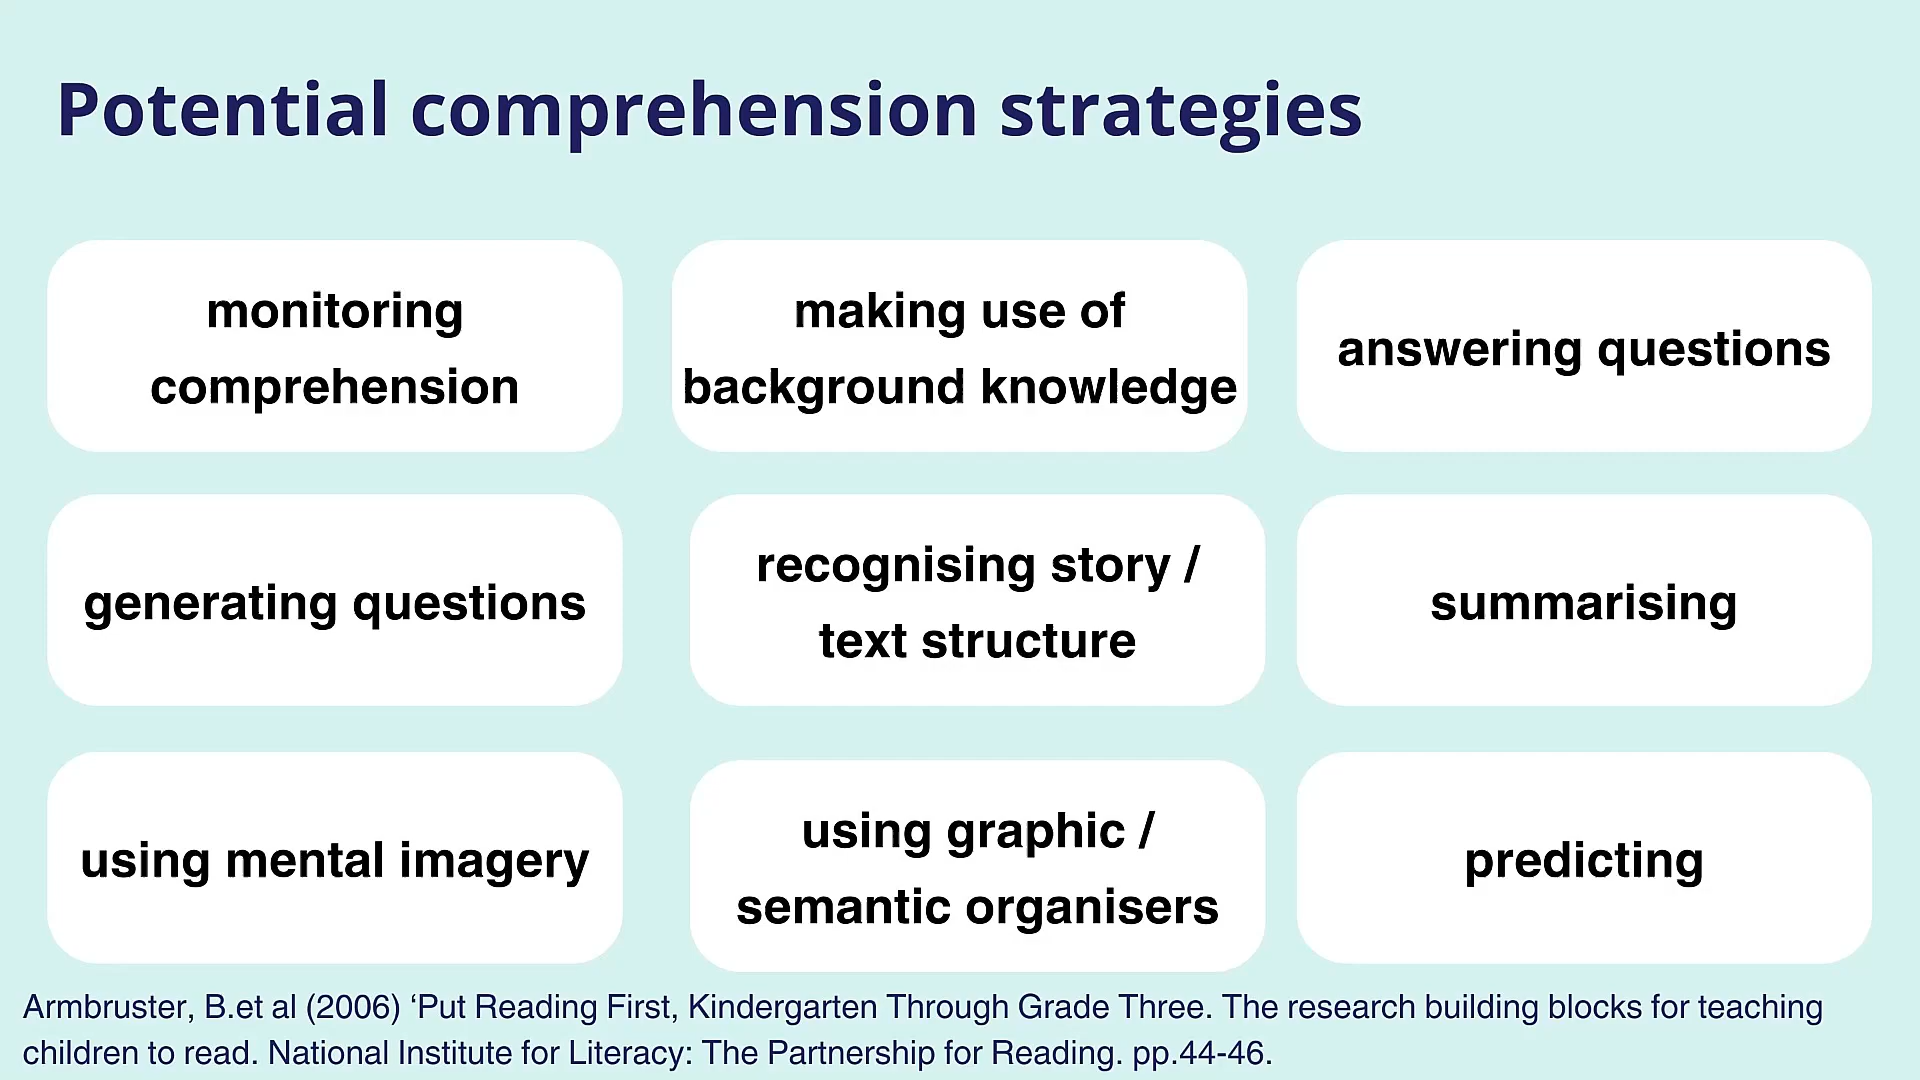 Potential comprehension strategies
monitoring
comprehension
making use of
background knowledge
answering questions
generating questions
recognising story /
text structure
summarising
using mental imagery
using graphic /
semantic organisers
predicting
Armbruster, B.et al (2006) ‘Put Reading First, Kindergarten Through Grade Three. The research building blocks for teaching
children to read. National Institute for Literacy: The Partnership for Reading. pp.44-46.